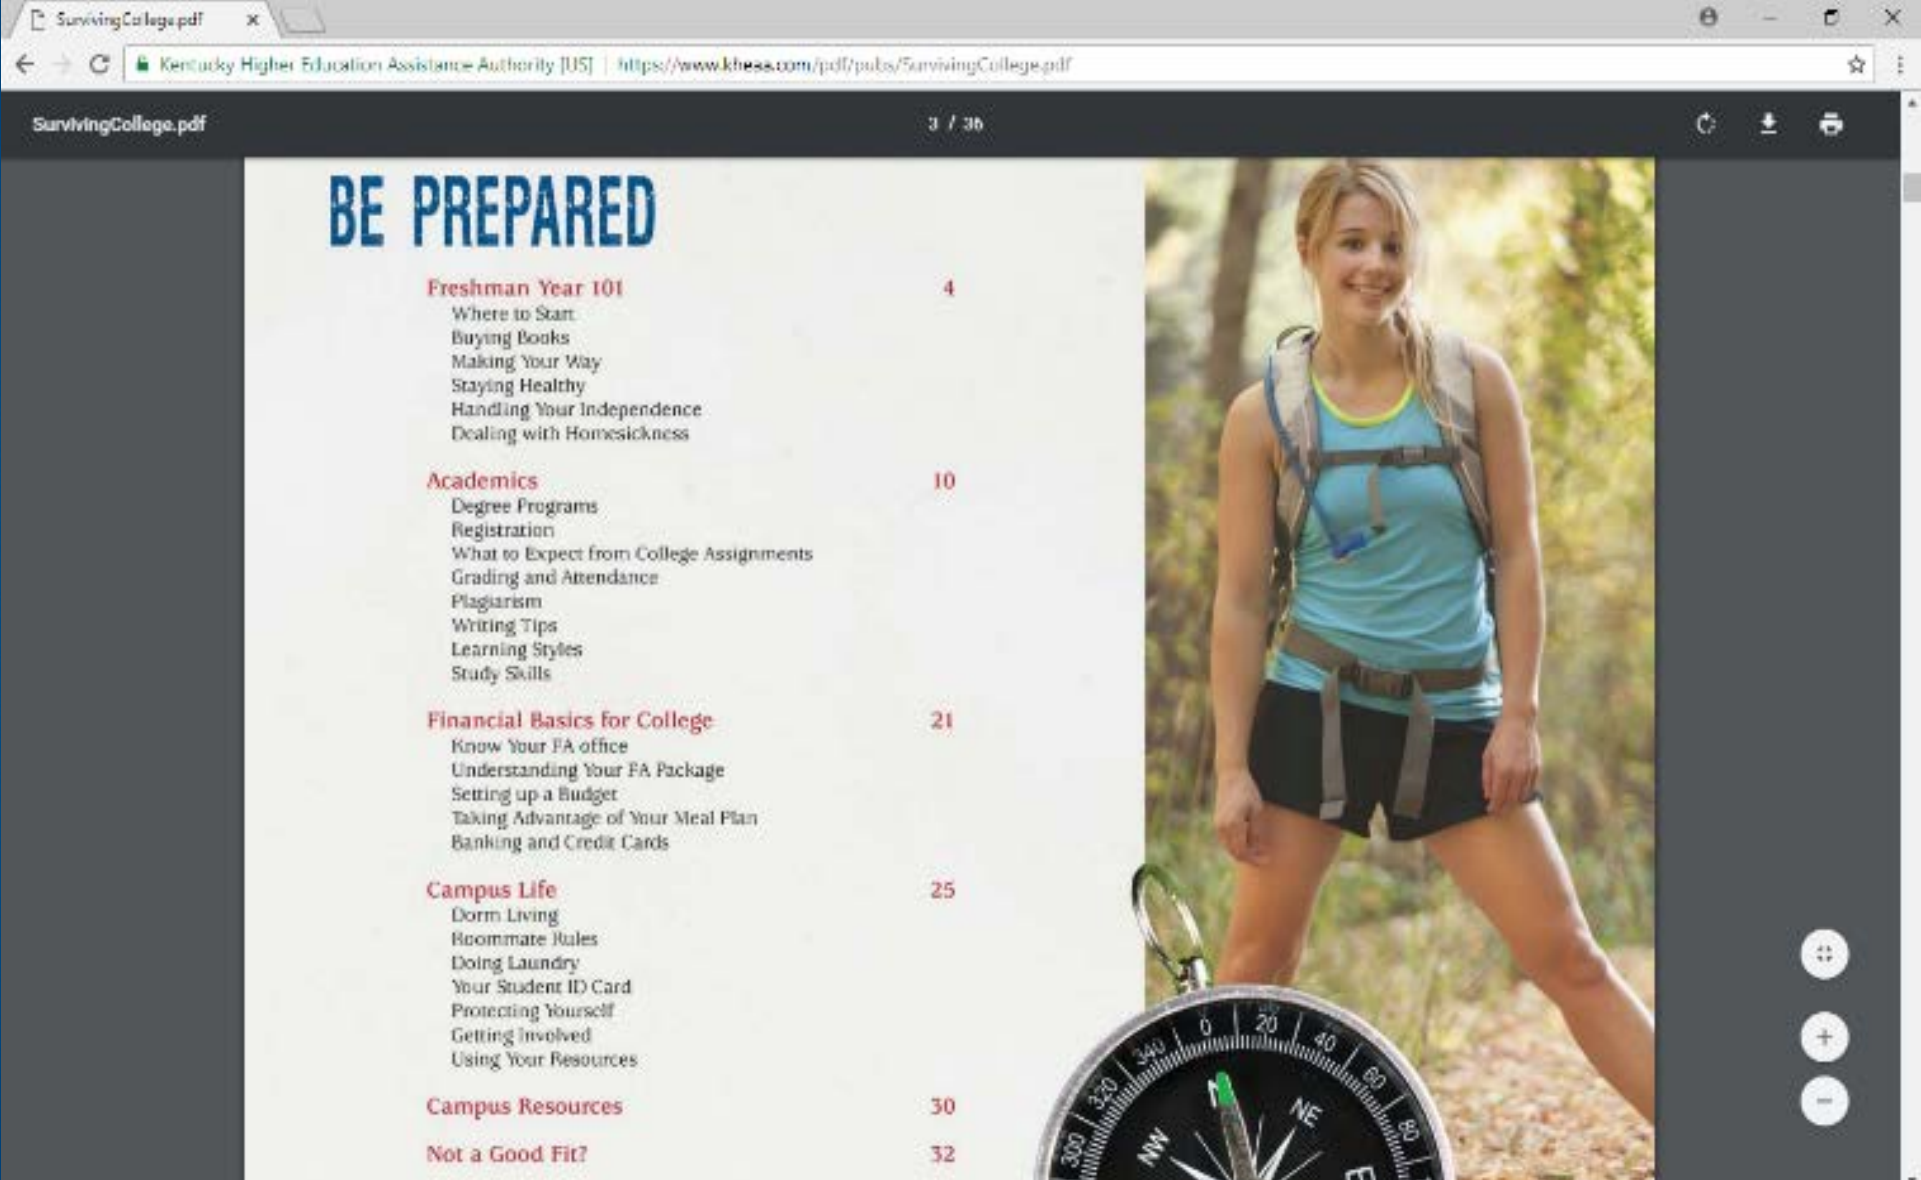 SurvivingCollege.pdf
Kentucky Higher Education Assistance Authority [US] https://www.kheaa.com/pdf/pubs/SurvivingCollege.pdf
SurvivingCollege.pdf
3 / 36
BE PREPARED
Freshman Year 101 4
Where to Start
Buying Books
Making Your Way
Staying Healthy
Handling Your Independence
Dealing with Homesickness
Academics 10
Degree Programs
Registration
What to Expect from College Assignments
Grading and Attendance
Plagiarism
Writing Tips
Learning Styles
Study Skills
Financial Basics for College 21
Know Your FA office
Understanding Your FA Package
Setting up a Budget
Taking Advantage of Your Meal Plan
Banking and Credit Cards
Campus Life 25
Dorm Living
Roommate Rules
Doing Laundry
Your Student ID Card
Protecting Yourself
Getting Involved
Using Your Resources
Campus Resources 30
Not a Good Fit? 32
300 320 340 0 20 40 60 80
NW N NE E